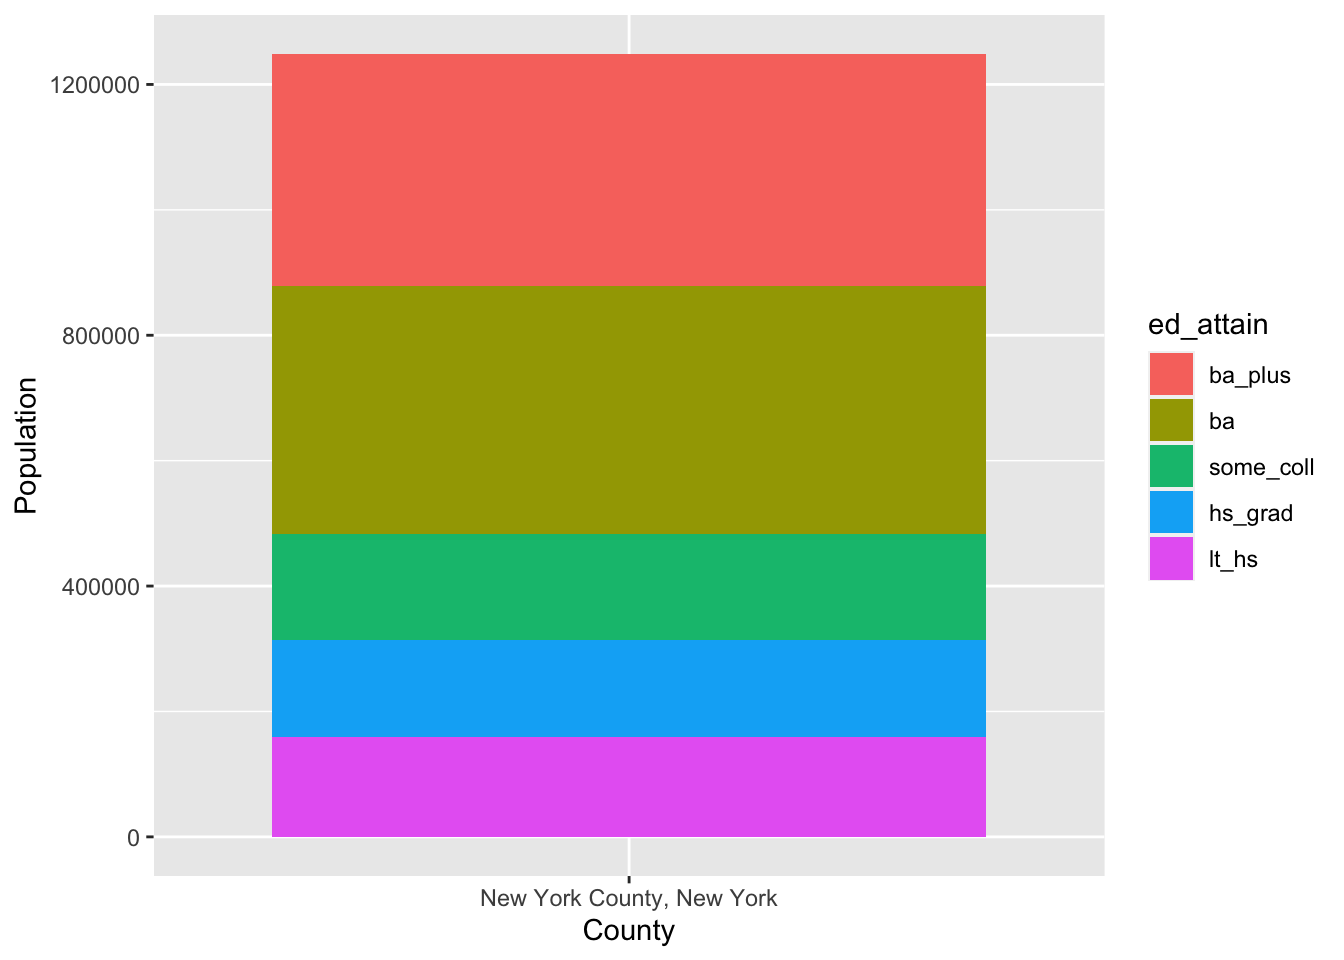 Population
1200000
800000
400000
0
New York County, New York
County
ed_attain
ba_plus
ba
some_coll
hs_grad
lt_hs